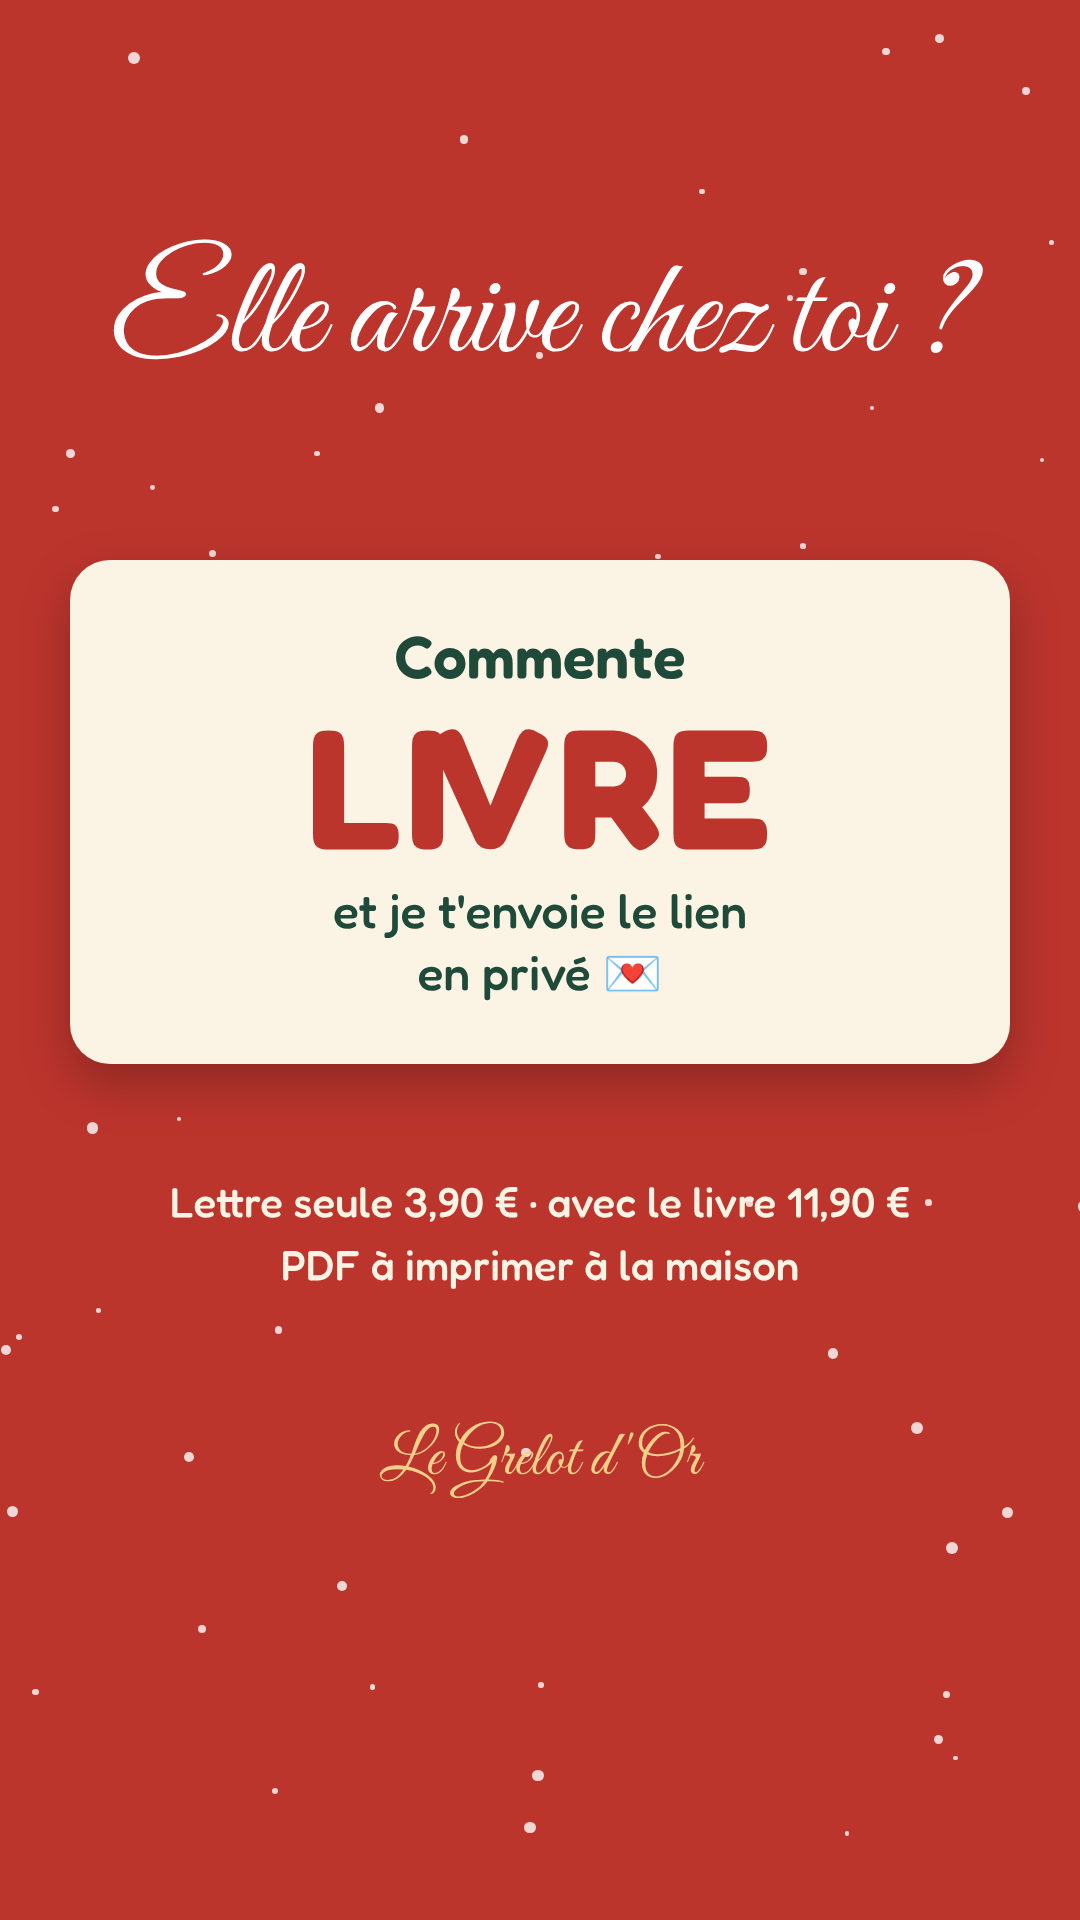 Elle arrive chez toi ?
Commente
LIVRE
et je t'envoie le lien
en privé 💌
Lettre seule 3,90 € · avec le livre 11,90 € ·
PDF à imprimer à la maison
Le Grelot d'Or